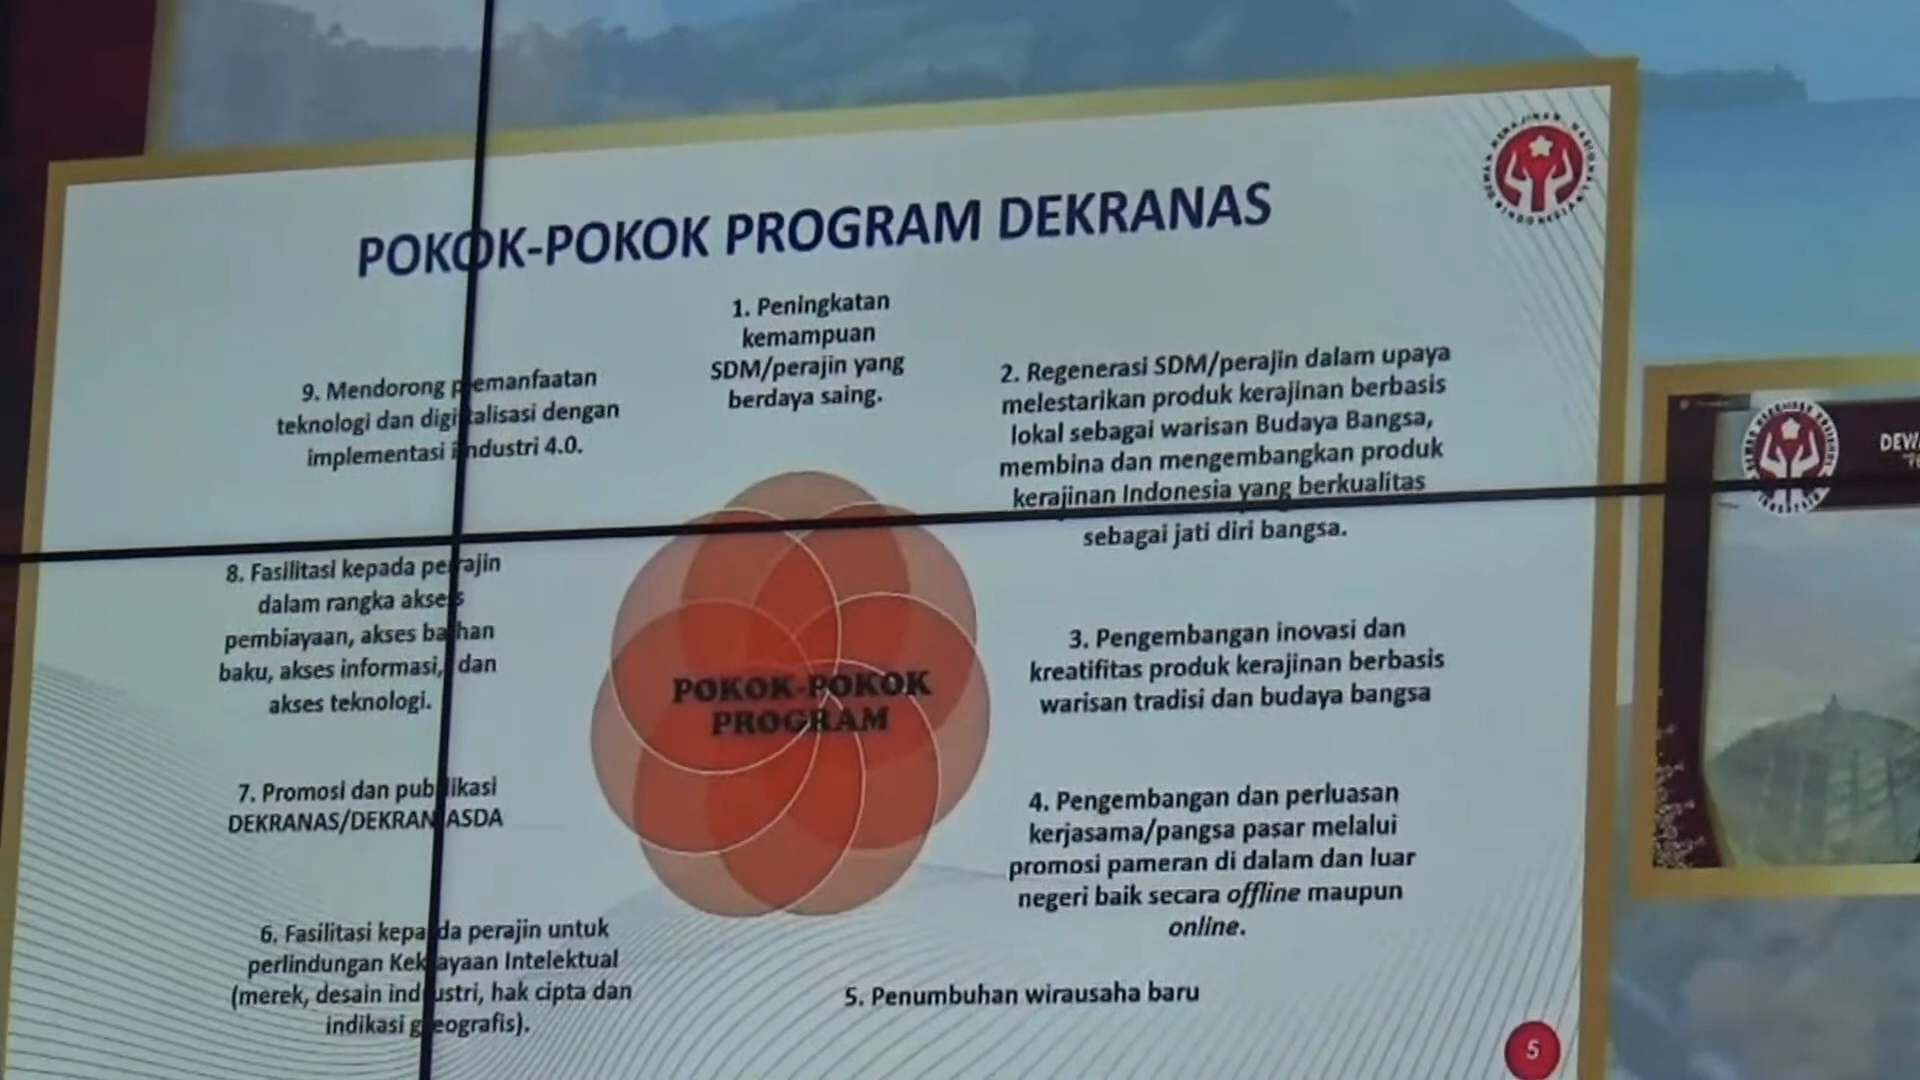 POKOK-POKOK PROGRAM DEKRANAS
1. Peningkatan
kemampuan
SDM/perajin yang
berdaya saing.
2. Regenerasi SDM/perajin dalam upaya
melestarikan produk kerajinan berbasis
lokal sebagai warisan Budaya Bangsa,
membina dan mengembangkan produk
kerajinan Indonesia yang berkualitas
sebagai jati diri bangsa.
3. Pengembangan inovasi dan
kreatifitas produk kerajinan berbasis
warisan tradisi dan budaya bangsa
4. Pengembangan dan perluasan
kerjasama/pangsa pasar melalui
promosi pameran di dalam dan luar
negeri baik secara offline maupun
online.
5. Penumbuhan wirausaha baru
6. Fasilitasi kepada perajin untuk
perlindungan Kekayaan Intelektual
(merek, desain industri, hak cipta dan
indikasi geografis).
7. Promosi dan publikasi
DEKRANAS/DEKRANASDA
8. Fasilitasi kepada perajin
dalam rangka akses
pembiayaan, akses bahan
baku, akses informasi, dan
akses teknologi.
9. Mendorong pemanfaatan
teknologi dan digitalisasi dengan
implementasi industri 4.0.
POKOK-POKOK
PROGRAM
DEWAN KERAJINAN NASIONAL
INDONESIA
5